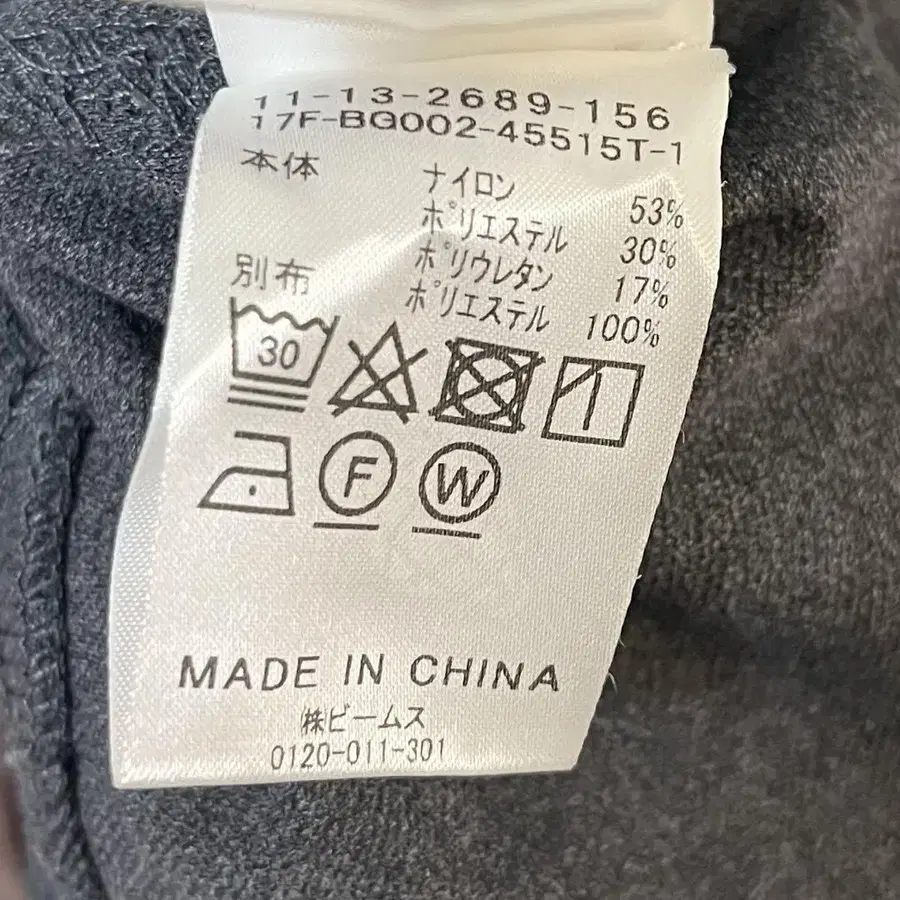 11-13-2689-156
17F-BG002-45515T-1
本体 ナイロン 53%
ポリエステル 30%
ポリウレタン 17%
別布 ポリエステル 100%
30
F W
MADE IN CHINA
㈱ビームス
0120-011-301